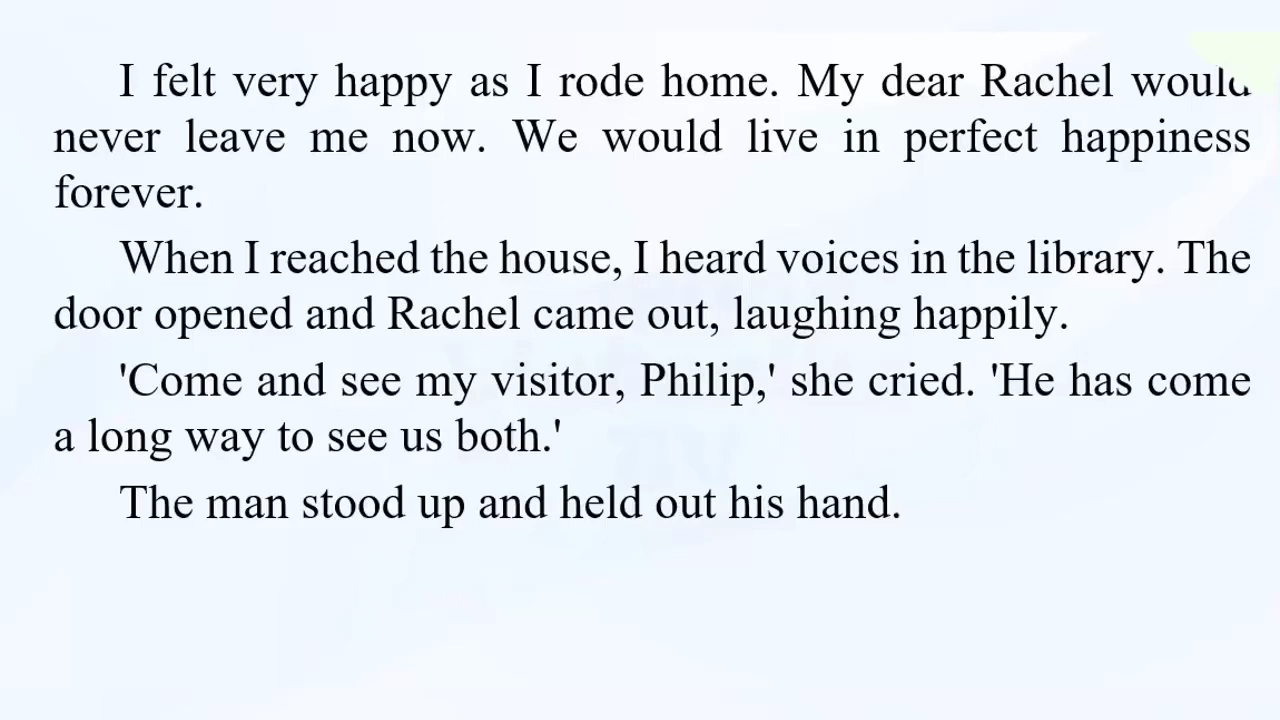 I felt very happy as I rode home. My dear Rachel would
never leave me now. We would live in perfect happiness
forever.
When I reached the house, I heard voices in the library. The
door opened and Rachel came out, laughing happily.
'Come and see my visitor, Philip,' she cried. 'He has come
a long way to see us both.'
The man stood up and held out his hand.